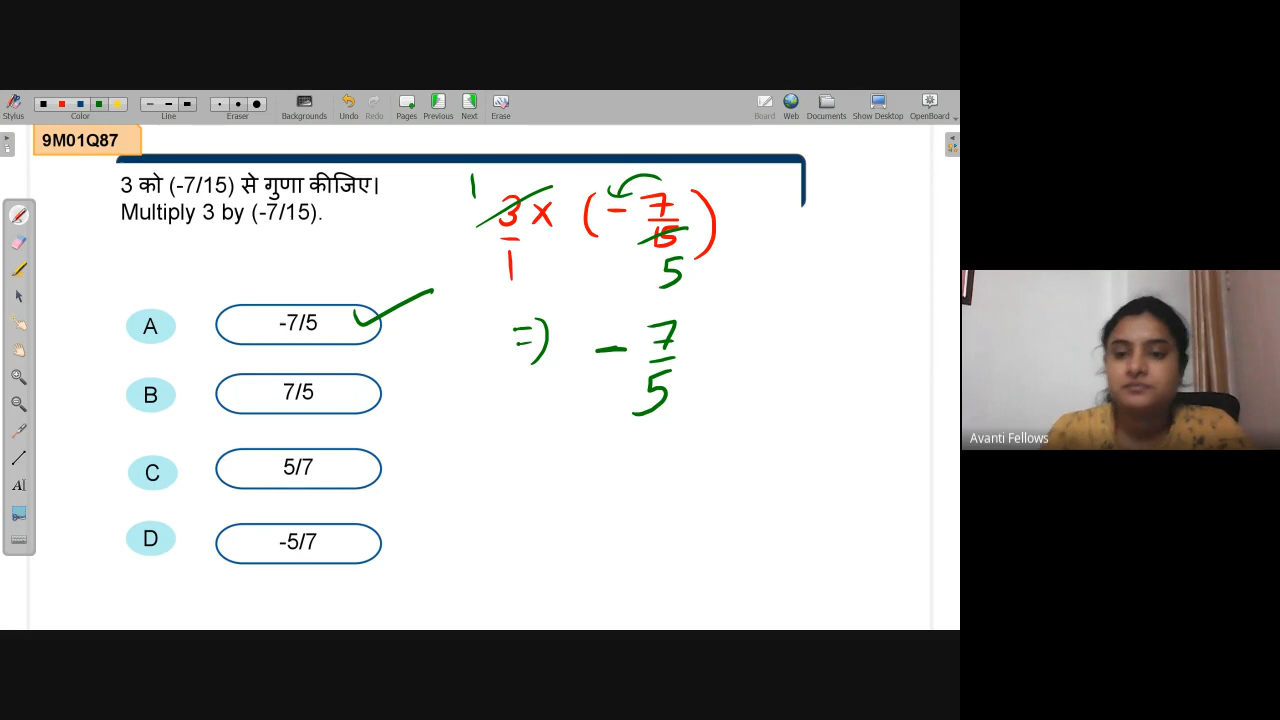 Stylus
Color
Line
Eraser
Backgrounds
Undo
Redo
Pages
Previous
Next
Erase
Board
Web
Documents
Show Desktop
OpenBoard
9M01Q87
3 को (-7/15) से गुणा कीजिए।
Multiply 3 by (-7/15).
1
3 × ( - 7 )
1 15
5
=) - 7
5
A -7/5
B 7/5
C 5/7
D -5/7
AI
Avanti Fellows